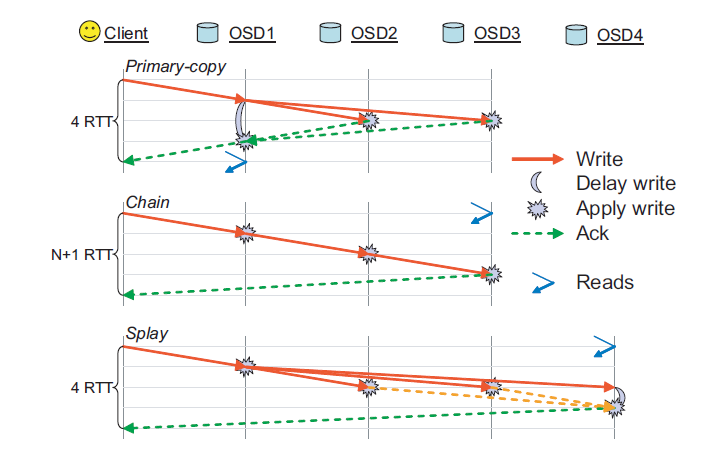 Client OSD1 OSD2 OSD3 OSD4
Primary-copy
4 RTT
Write
Delay write
Apply write
Ack
Reads
Chain
N+1 RTT
Splay
4 RTT